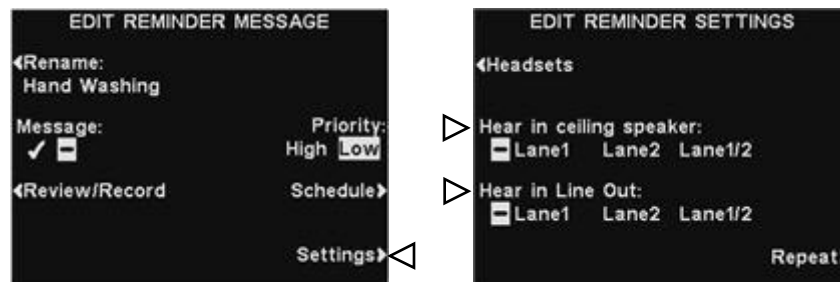 EDIT REMINDER MESSAGE
Rename:
Hand Washing
Message:
Priority:
✓ –
High Low
Review/Record
Schedule
Settings
EDIT REMINDER SETTINGS
Headsets
Hear in ceiling speaker:
– Lane1 Lane2 Lane1/2
Hear in Line Out:
– Lane1 Lane2 Lane1/2
Repeat